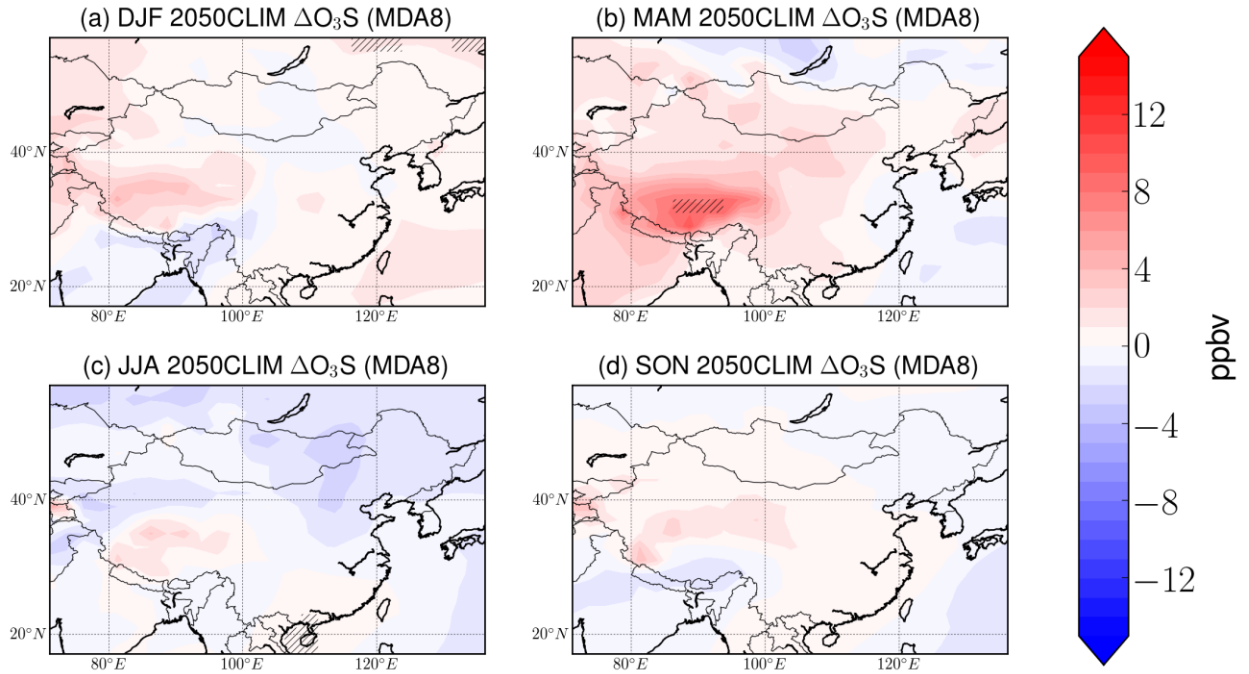 (a) DJF 2050CLIM ΔO₃S (MDA8)
(b) MAM 2050CLIM ΔO₃S (MDA8)
40°N
20°N
80°E 100°E 120°E
40°N
20°N
80°E 100°E 120°E
(c) JJA 2050CLIM ΔO₃S (MDA8)
(d) SON 2050CLIM ΔO₃S (MDA8)
40°N
20°N
80°E 100°E 120°E
40°N
20°N
80°E 100°E 120°E
12
8
4
0
−4
−8
−12
ppbv